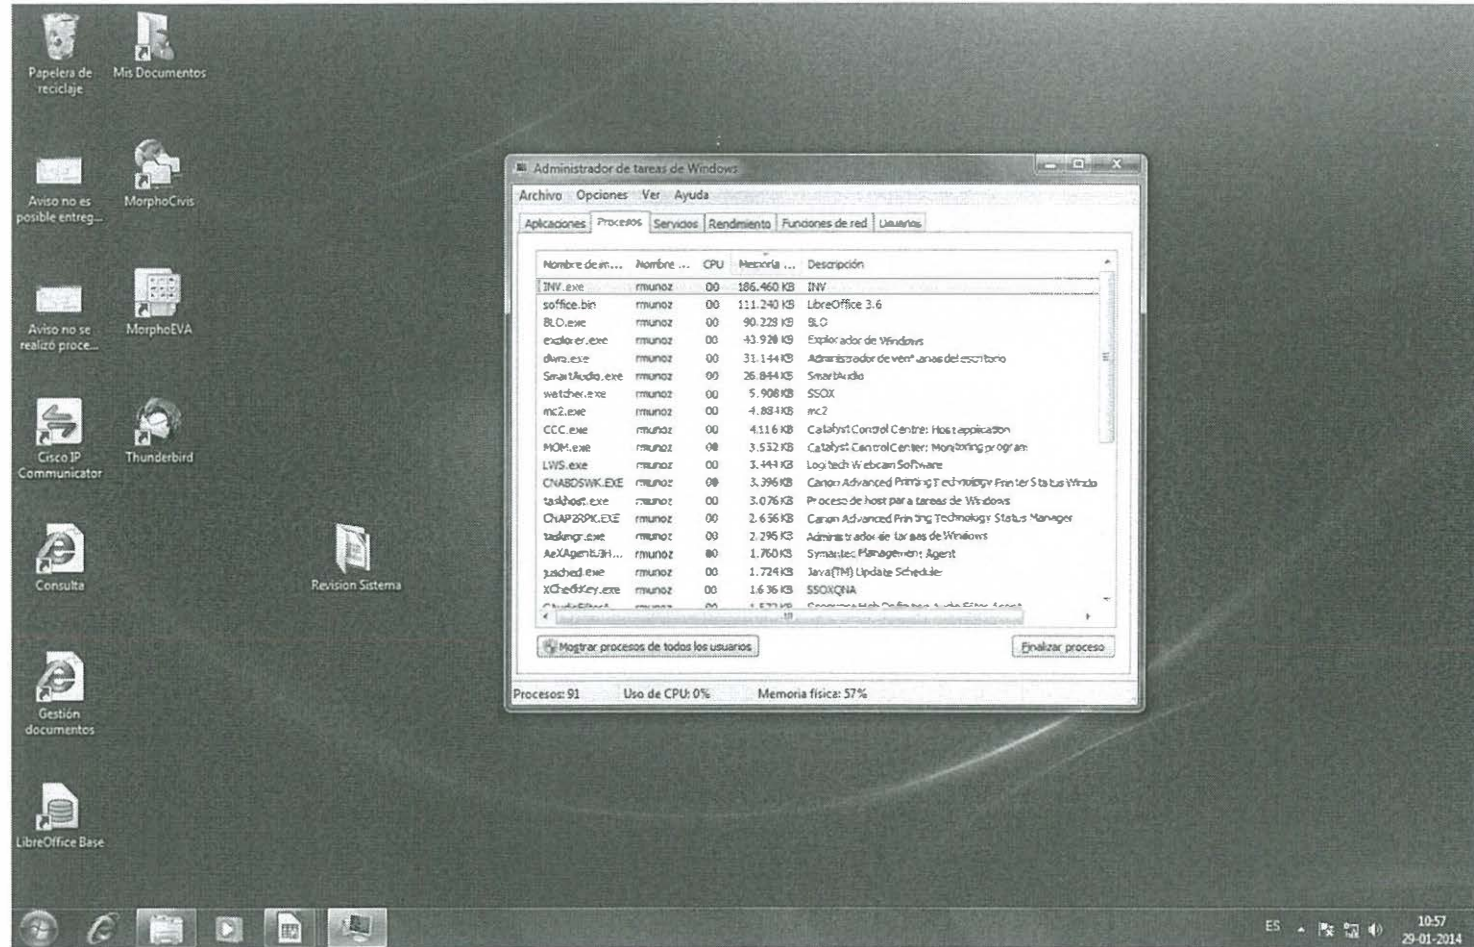 Papelera de
reciclaje
Mis Documentos
Aviso no es
posible entreg...
MorphoCivis
Aviso no se
realizó proce...
MorphoEVA
Cisco IP
Communicator
Thunderbird
Consulta
Revision Sistema
Gestión
documentos
LibreOffice Base
Administrador de tareas de Windows
Archivo Opciones Ver Ayuda
Aplicaciones Procesos Servicios Rendimiento Funciones de red Usuarios
Nombre de im... Nombre ... CPU Memoria ... Descripción
INV.exe rmunoz 00 186.460 KB INV
soffice.bin rmunoz 00 111.240 KB LibreOffice 3.6
BLO.exe rmunoz 00 90.228 KB BLO
explorer.exe rmunoz 00 43.928 KB Explorador de Windows
dwm.exe rmunoz 00 31.144 KB Administrador de ventanas del escritorio
SmartAudio.exe rmunoz 00 26.844 KB SmartAudio
watcher.exe rmunoz 00 5.908 KB SSOX
mc2.exe rmunoz 00 4.884 KB mc2
CCC.exe rmunoz 00 4.116 KB Catalyst Control Centre: Host application
MOM.exe rmunoz 00 3.532 KB Catalyst Control Center: Monitoring program
LWS.exe rmunoz 00 3.444 KB Logitech Webcam Software
CNABDSWK.EXE rmunoz 00 3.396 KB Canon Advanced Printing Technology Printer Status Windo
taskhost.exe rmunoz 00 3.076 KB Proceso de host para tareas de Windows
CNAP2RPK.EXE rmunoz 00 2.656 KB Canon Advanced Printing Technology Status Manager
taskmgr.exe rmunoz 00 2.296 KB Administrador de tareas de Windows
rmunoz 00 1.760 KB Symantec Management Agent
jusched.exe rmunoz 00 1.724 KB Java(TM) Update Scheduler
XChedKey.exe rmunoz 00 1.636 KB SSOXQNA
Mostrar procesos de todos los usuarios
Finalizar proceso
Procesos: 91 Uso de CPU: 0% Memoria física: 57%
ES
10:57
29-01-2014